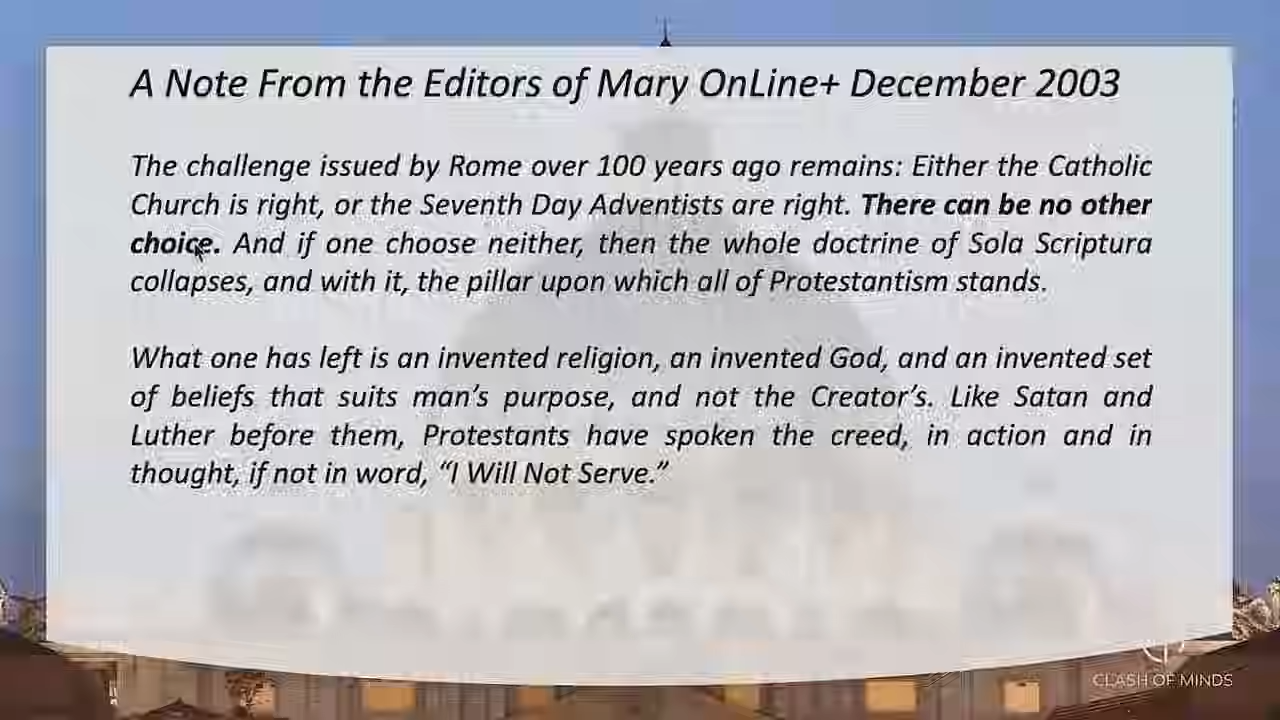 A Note From the Editors of Mary OnLine+ December 2003
The challenge issued by Rome over 100 years ago remains: Either the Catholic
Church is right, or the Seventh Day Adventists are right. There can be no other
choice. And if one choose neither, then the whole doctrine of Sola Scriptura
collapses, and with it, the pillar upon which all of Protestantism stands.
What one has left is an invented religion, an invented God, and an invented set
of beliefs that suits man's purpose, and not the Creator's. Like Satan and
Luther before them, Protestants have spoken the creed, in action and in
thought, if not in word, “I Will Not Serve.”
CLASH OF MINDS